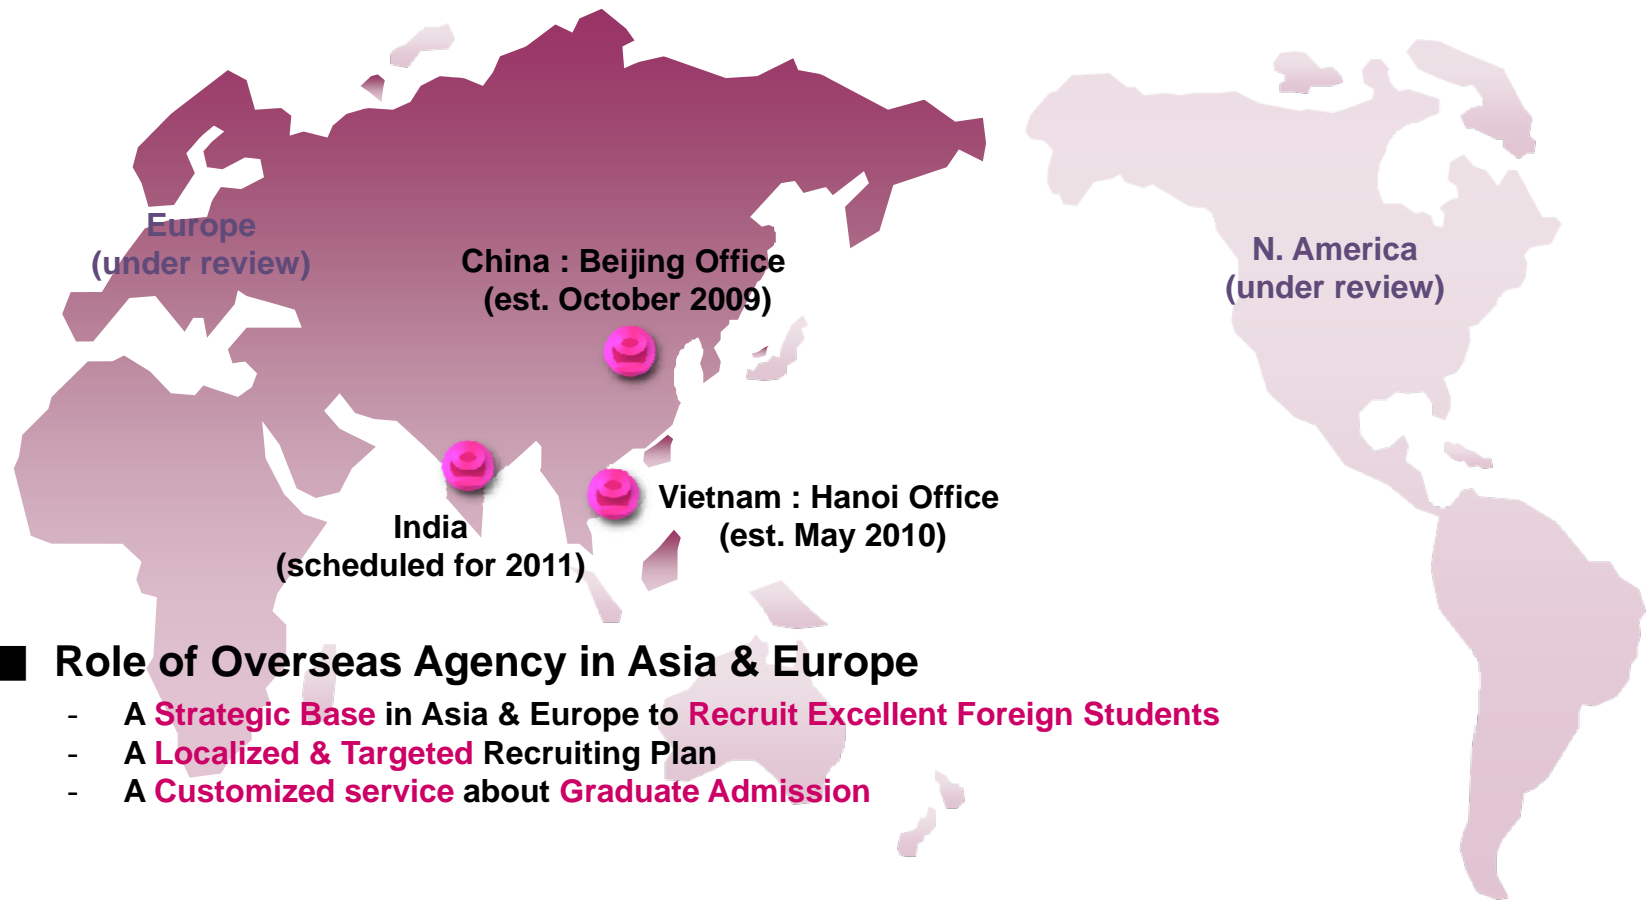 Europe
(under review)
China : Beijing Office
(est. October 2009)
N. America
(under review)
Vietnam : Hanoi Office
(est. May 2010)
India
(scheduled for 2011)
■ Role of Overseas Agency in Asia & Europe
- A Strategic Base in Asia & Europe to Recruit Excellent Foreign Students
- A Localized & Targeted Recruiting Plan
- A Customized service about Graduate Admission